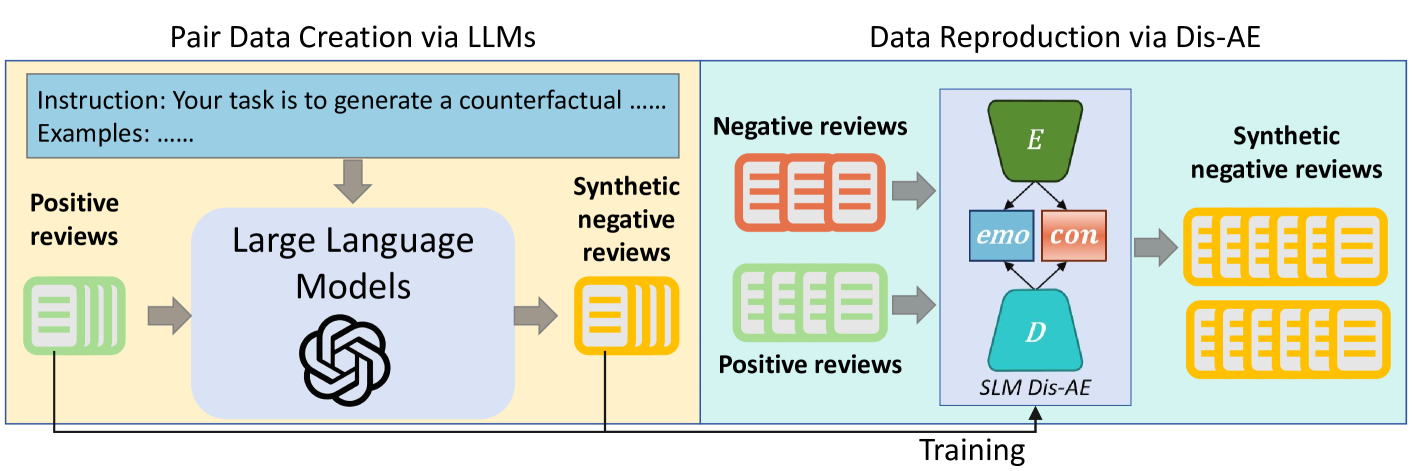 Pair Data Creation via LLMs
Data Reproduction via Dis-AE
Instruction: Your task is to generate a counterfactual ......
Examples: ......
Positive
reviews
Large Language
Models
Synthetic
negative
reviews
Negative reviews
Positive reviews
E
emo
con
D
SLM Dis-AE
Synthetic
negative reviews
Training